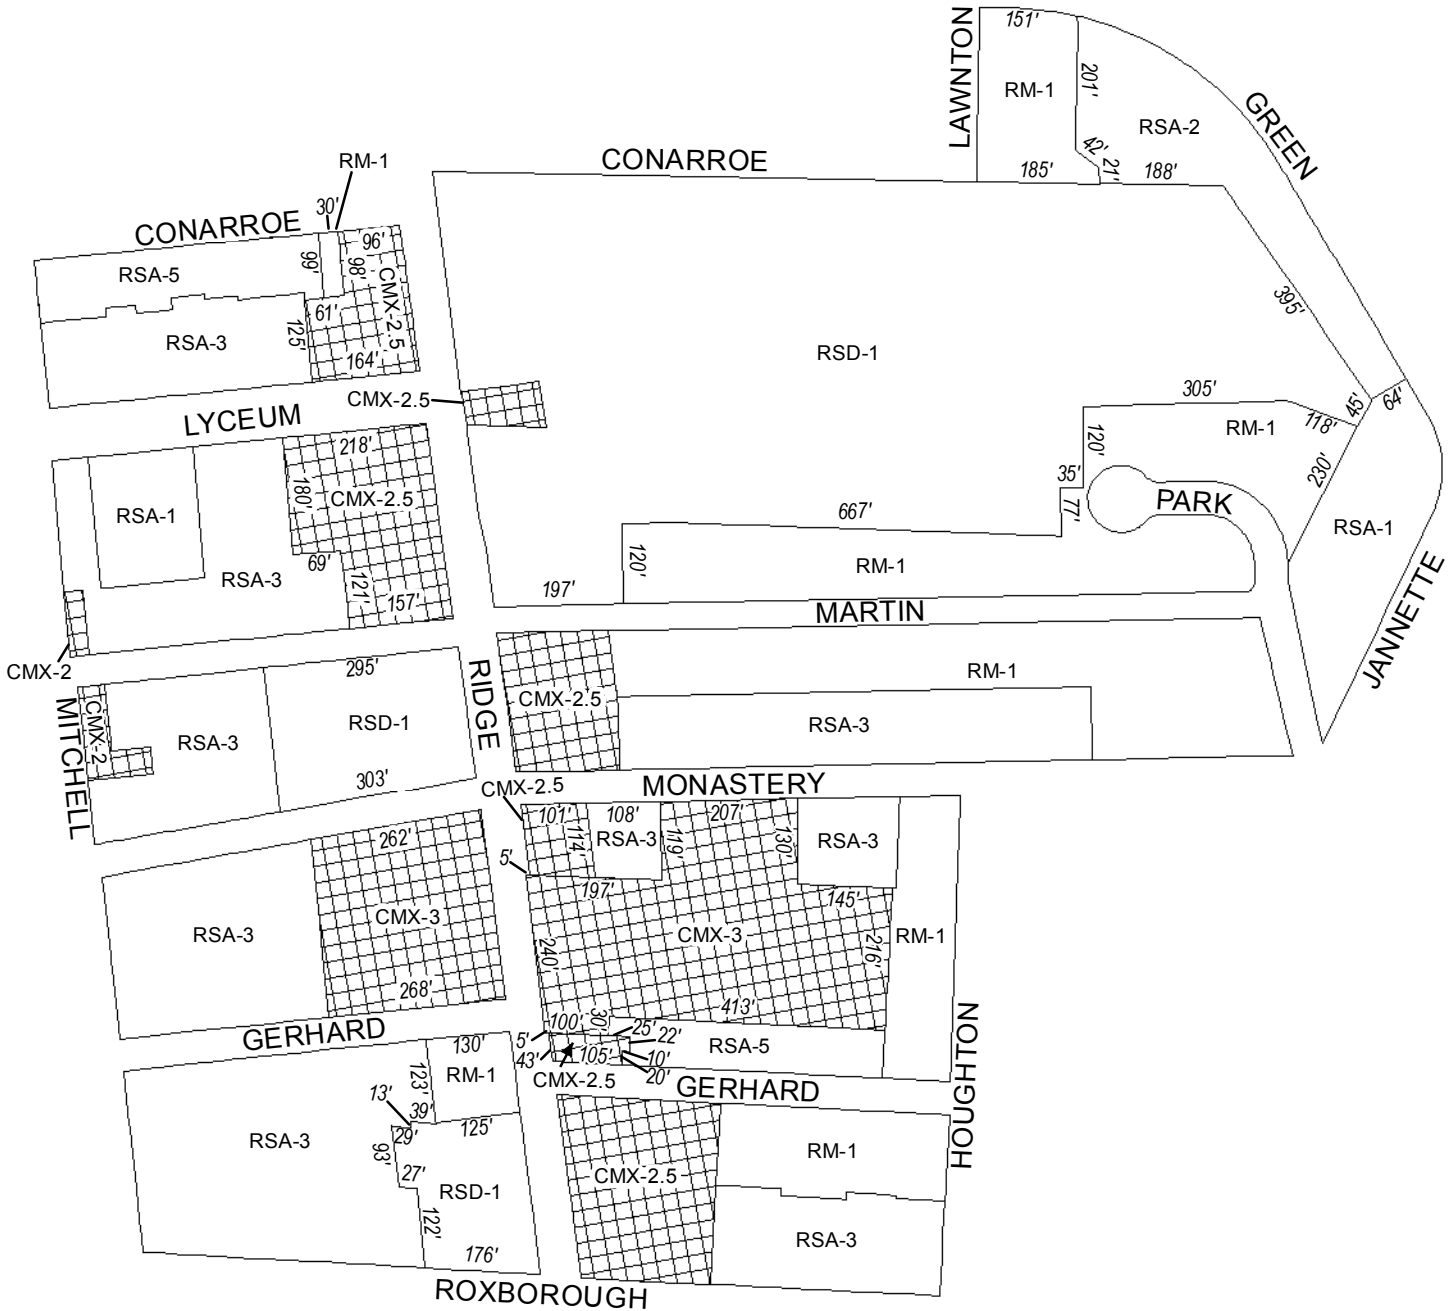 151'
LAWNTON
RM-1
201'
RSA-2
GREEN
42'
21'
185'
188'
CONARROE
RM-1
30'
CONARROE
96'
99'
98'
RSA-5
CMX-2.5
61'
125'
RSA-3
164'
395'
RSD-1
CMX-2.5
LYCEUM
305'
45'
64'
118'
RM-1
120'
218'
180'
CMX-2.5
RSA-1
35'
230'
77'
PARK
667'
RSA-1
69'
RSA-3
121'
157'
120'
RM-1
197'
MARTIN
JANNETTE
CMX-2
RIDGE
295'
RM-1
CMX-2.5
MITCHELL
CMX-2
RSA-3
RSD-1
RSA-3
303'
CMX-2.5
MONASTERY
262'
101'
114'
108'
RSA-3
119'
207'
130'
RSA-3
5'
197'
145'
CMX-3
RSA-3
240'
CMX-3
216'
RM-1
268'
413'
GERHARD
5'
100'
30'
25'
22'
43'
105'
10'
20'
RSA-5
CMX-2.5
GERHARD
HOUGHTON
130'
123'
RM-1
13'
39'
29'
125'
RSA-3
93'
27'
RSD-1
122'
176'
RM-1
CMX-2.5
RSA-3
ROXBOROUGH